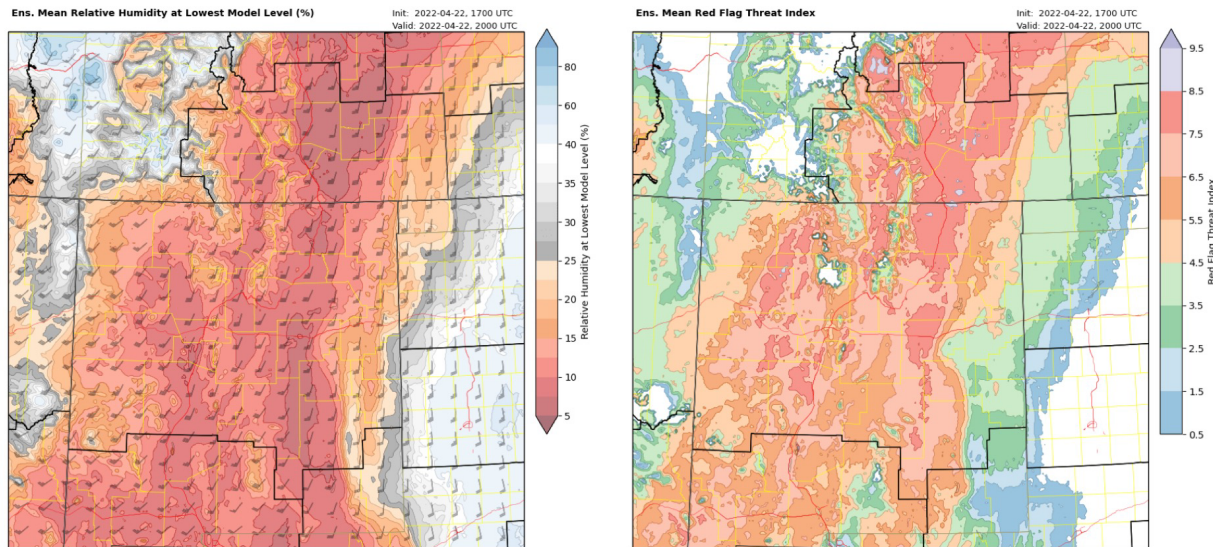 Ens. Mean Relative Humidity at Lowest Model Level (%)
Init: 2022-04-22, 1700 UTC
Valid: 2022-04-22, 2000 UTC
80
60
40
35
30
25
20
15
10
5
Relative Humidity at Lowest Model Level (%)
Ens. Mean Red Flag Threat Index
Init: 2022-04-22, 1700 UTC
Valid: 2022-04-22, 2000 UTC
9.5
8.5
7.5
6.5
5.5
4.5
3.5
2.5
1.5
0.5
Red Flag Threat Index